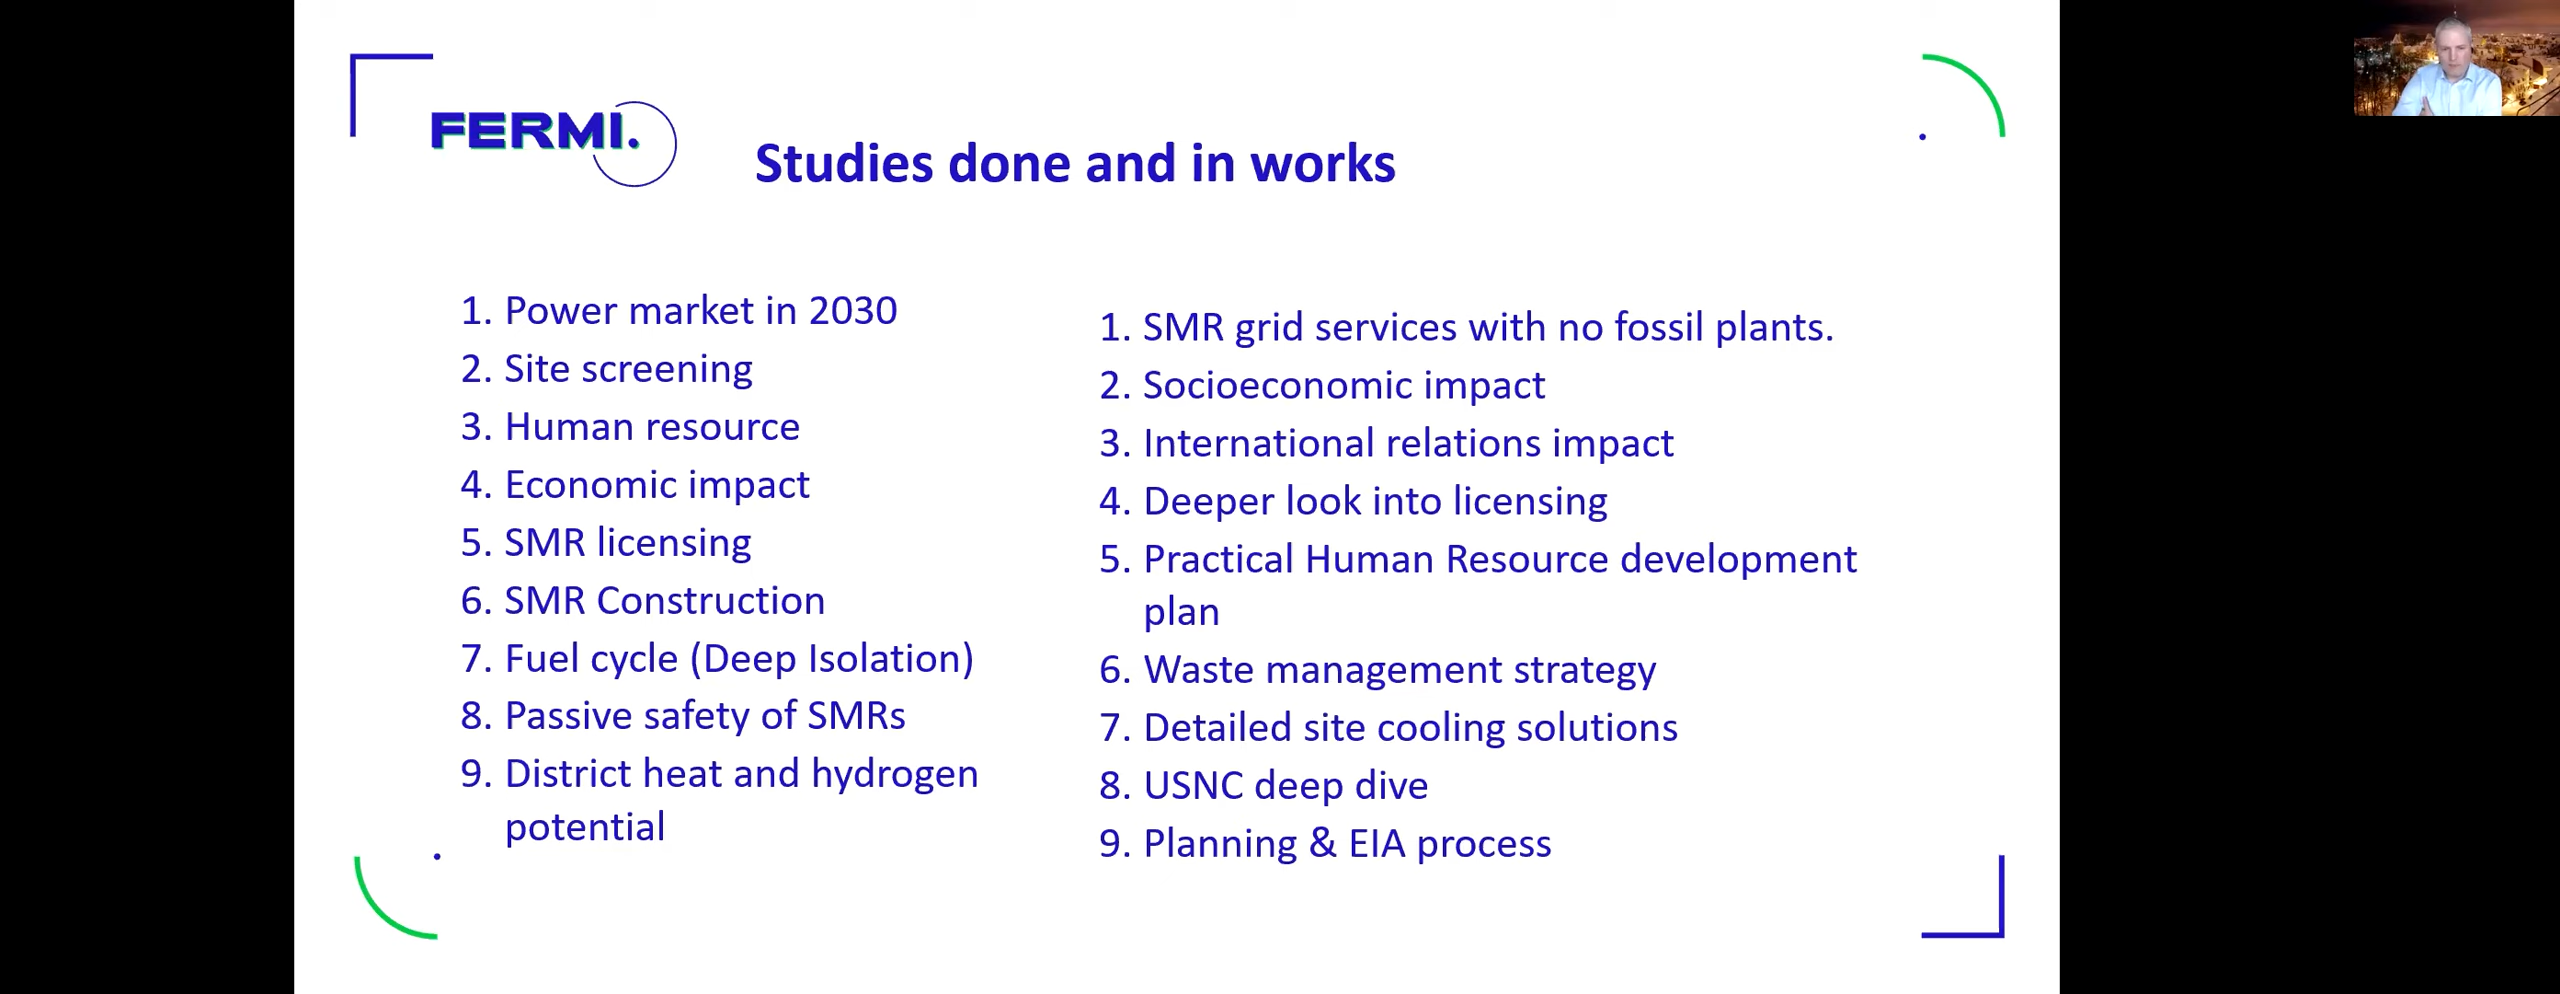 FERMI.
Studies done and in works
1. Power market in 2030
2. Site screening
3. Human resource
4. Economic impact
5. SMR licensing
6. SMR Construction
7. Fuel cycle (Deep Isolation)
8. Passive safety of SMRs
9. District heat and hydrogen
potential
1. SMR grid services with no fossil plants.
2. Socioeconomic impact
3. International relations impact
4. Deeper look into licensing
5. Practical Human Resource development
plan
6. Waste management strategy
7. Detailed site cooling solutions
8. USNC deep dive
9. Planning & EIA process